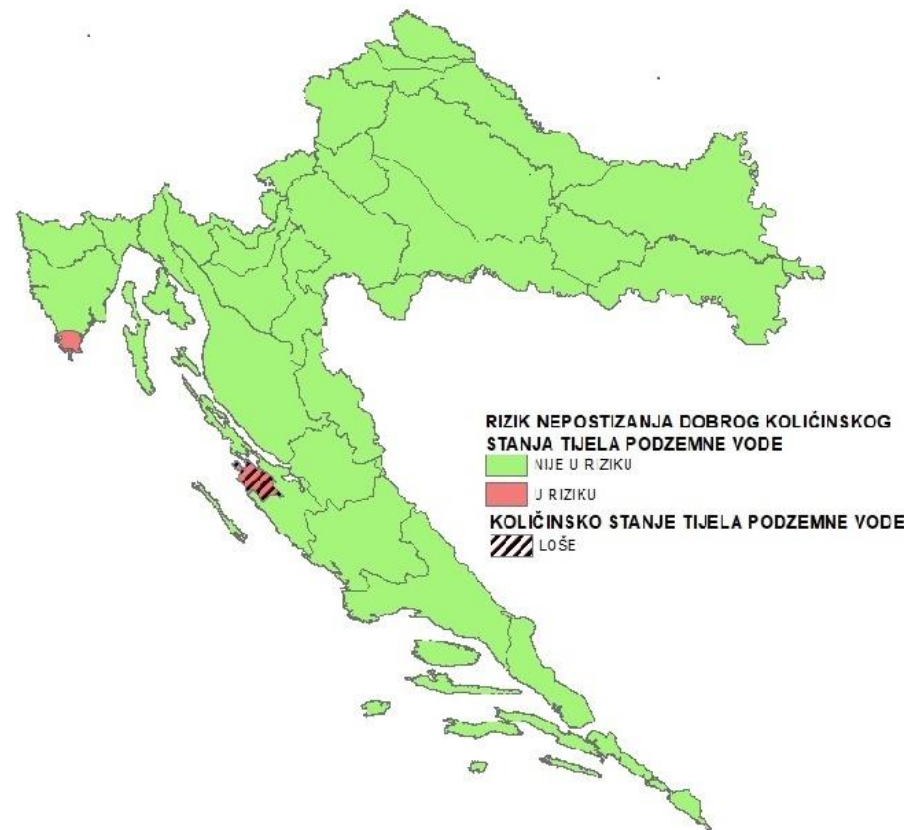 RIZIK NEPOSTIZANJA DOBROG KOLIČINSKOG
STANJA TIJELA PODZEMNE VODE
NIJE U RIZIKU
U RIZIKU
KOLIČINSKO STANJE TIJELA PODZEMNE VODE
LOŠE